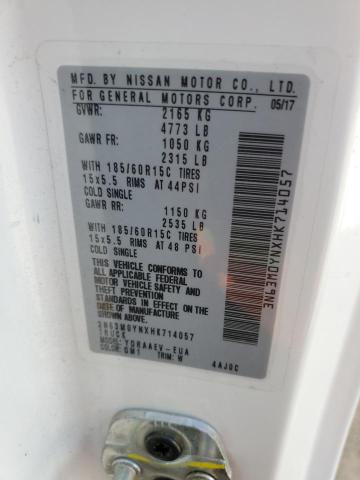 MFD. BY NISSAN MOTOR CO., LTD.
FOR GENERAL MOTORS CORP. 05/17
GVWR: 2165 KG
4773 LB
GAWR FR: 1050 KG
2315 LB
WITH 185/60R15C TIRES
15x5.5 RIMS AT 44PSI
COLD SINGLE
GAWR RR: 1150 KG
2535 LB
WITH 185/60R15C TIRES
15x5.5 RIMS AT 48 PSI
COLD SINGLE
THIS VEHICLE CONFORMS TO
ALL APPLICABLE FEDERAL
MOTOR VEHICLE SAFETY
STANDARDS IN EFFECT ON THE
DATE OF MANUFACTURE
SHOWN ABOVE.
3N63M0YNXHK714057
TRUCK
MODEL: YDRAAEV-EUA
COLOR: GM1 TRIM: W 4AJ0C
3N63M0YNXHK714057